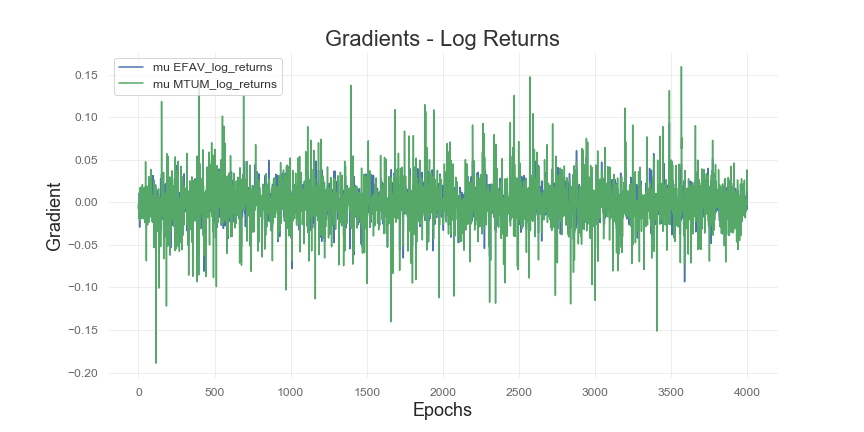 Gradients - Log Returns
mu EFAV_log_returns
mu MTUM_log_returns
0.15
0.10
0.05
0.00
−0.05
−0.10
−0.15
−0.20
Gradient
0 500 1000 1500 2000 2500 3000 3500 4000
Epochs